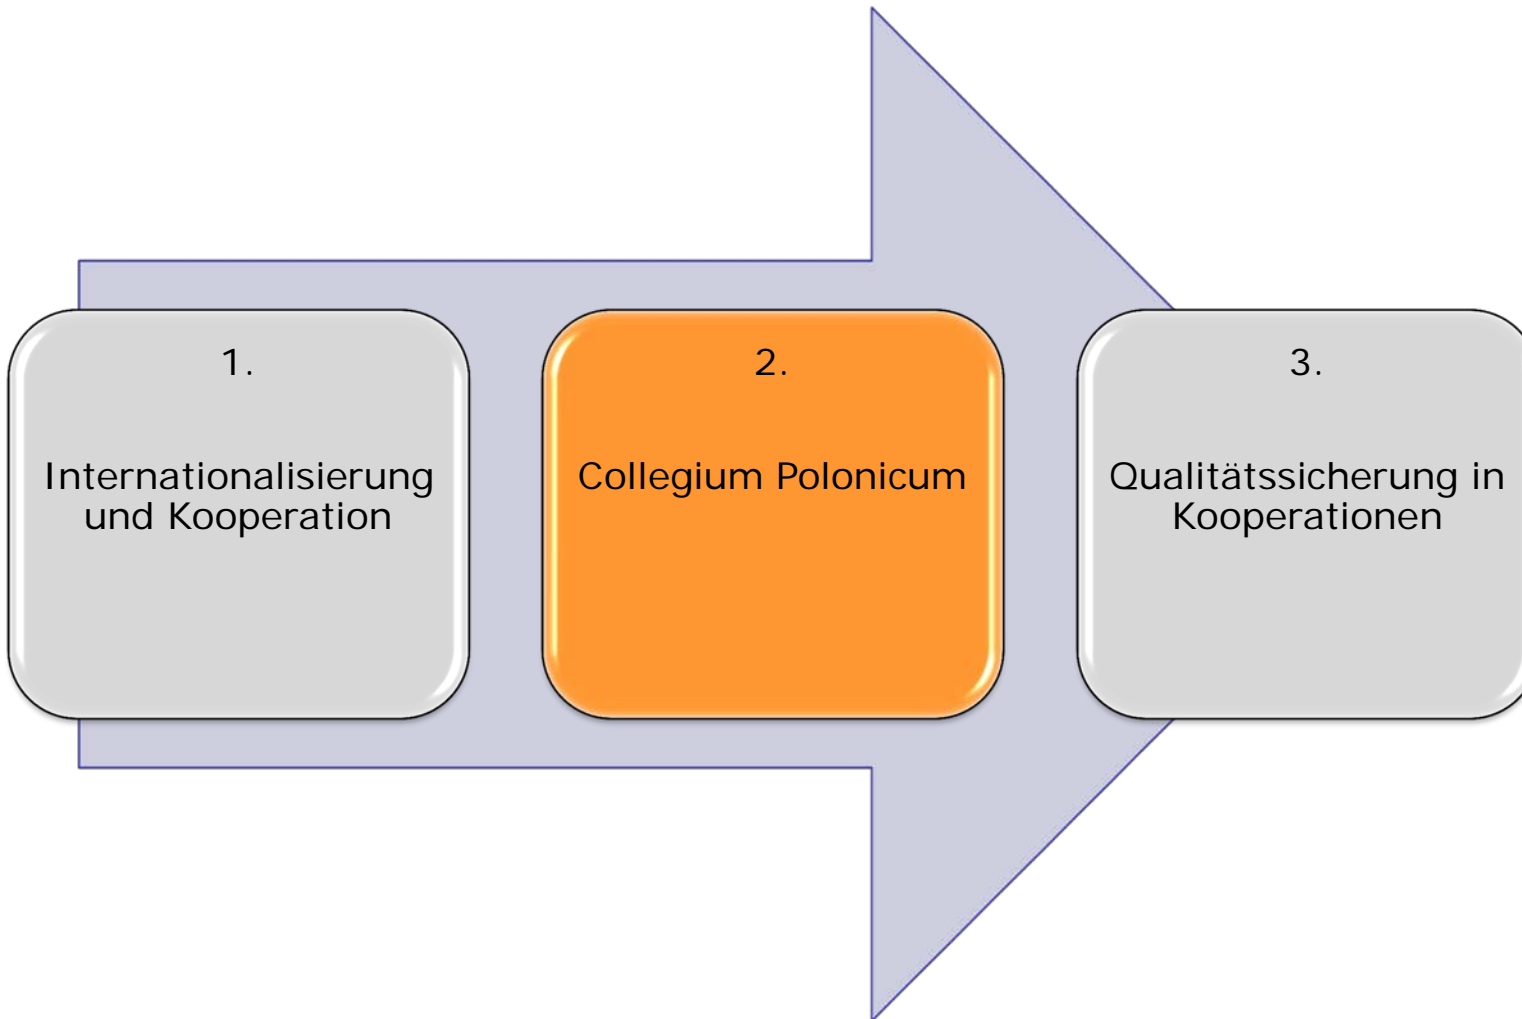 1.
Internationalisierung
und Kooperation
2.
Collegium Polonicum
3.
Qualitätssicherung in
Kooperationen